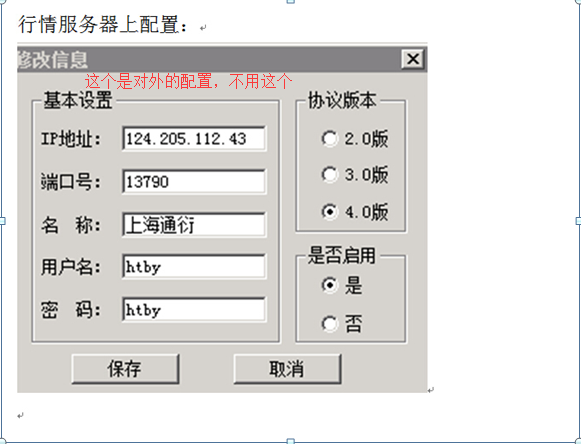 行情服务器上配置：
修改信息
这个是对外的配置，不用这个
基本设置
IP地址： 124.205.112.43
端口号： 13790
名 称： 上海通衍
用户名： htby
密 码： htby
协议版本
2.0版
3.0版
4.0版
是否启用
是
否
保存 取消